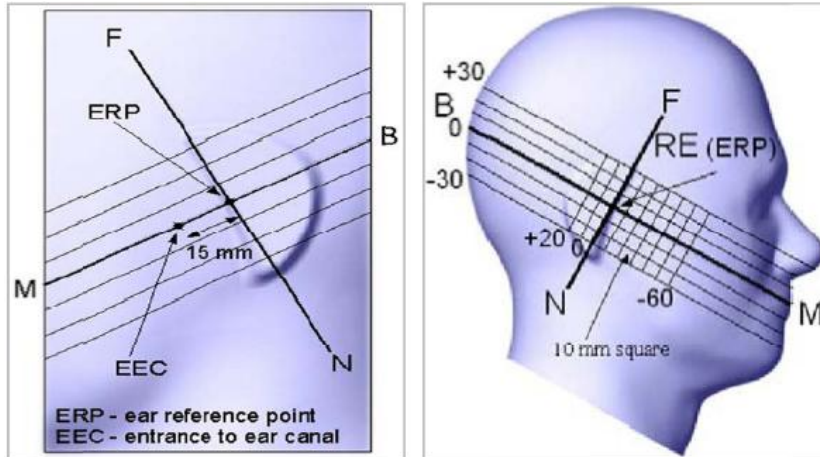 F
ERP
B
15 mm
M
EEC
N
ERP - ear reference point
EEC - entrance to ear canal
+30
B
0
-30
F
RE (ERP)
+20
0
N
-60
M
10 mm square